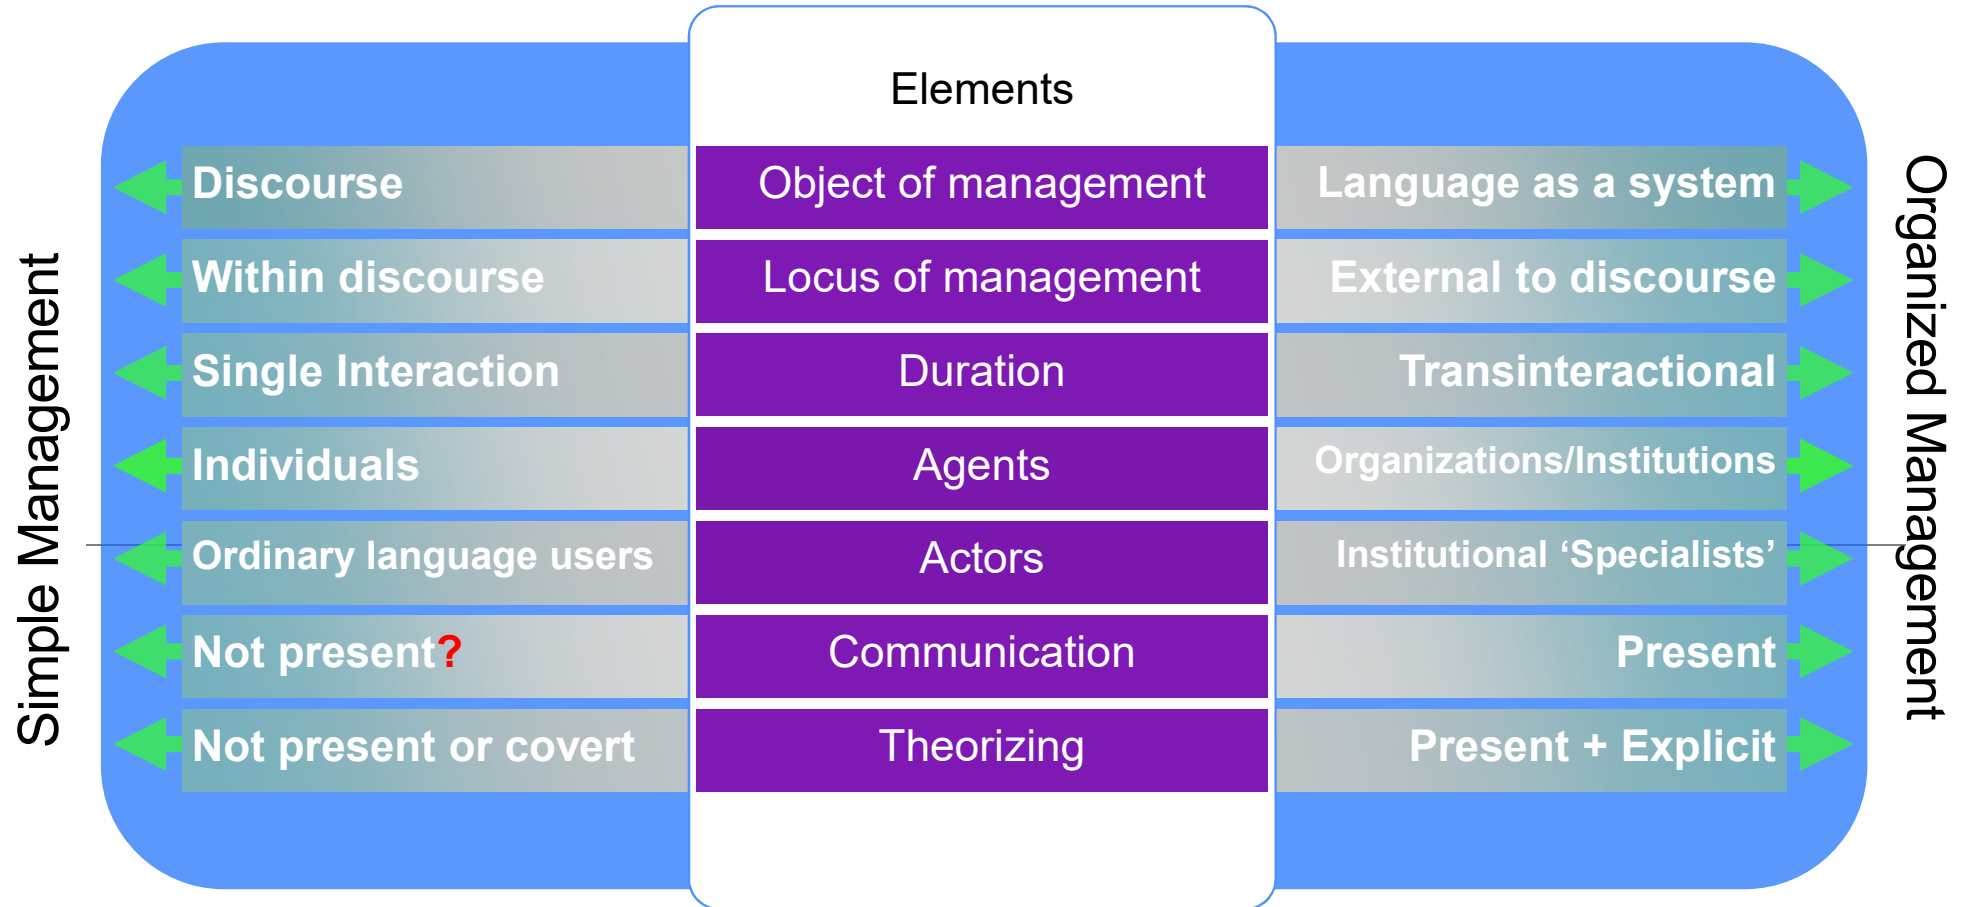 Elements
Discourse
Object of management
Language as a system
Within discourse
Locus of management
External to discourse
Single Interaction
Duration
Transinteractional
Individuals
Agents
Organizations/Institutions
Ordinary language users
Actors
Institutional ‘Specialists’
Not present?
Communication
Present
Not present or covert
Theorizing
Present + Explicit
Simple Management
Organized Management